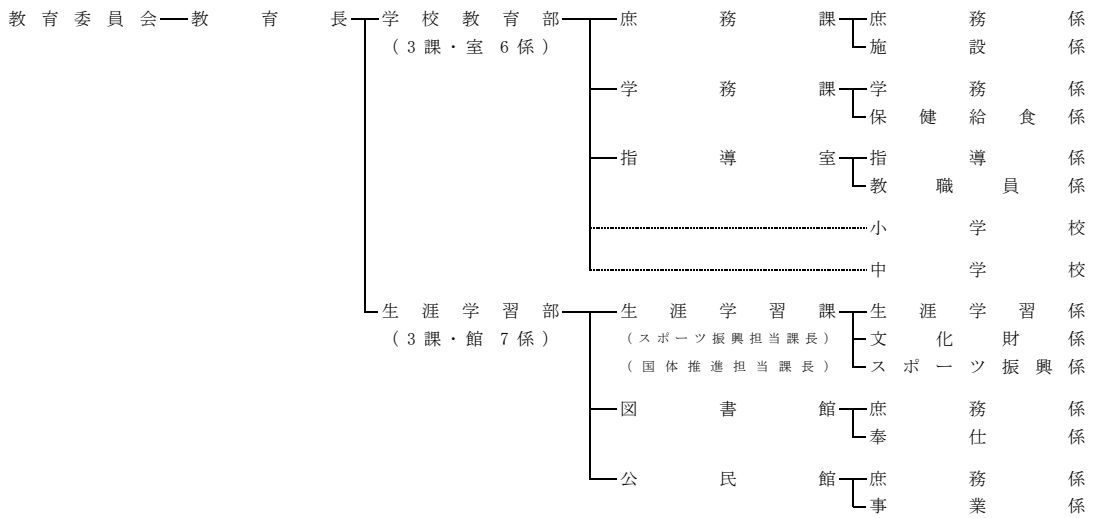 教育委員会 教育長 学校教育部 庶務課 庶務係
(3課・室 6係) 施設係
学務課 学務係
保健給食係
指導室 指導係
教職員係
小学校
中学校
生涯学習部 生涯学習課 生涯学習係
(3課・館 7係) (スポーツ振興担当課長) 文化財係
(国体推進担当課長) スポーツ振興係
図書館 庶務係
奉仕係
公民館 庶務係
事業係